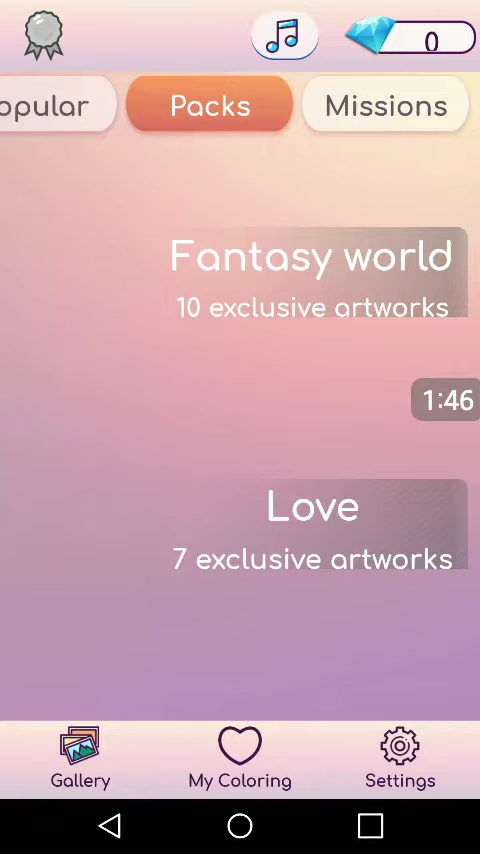 0
opular
Packs
Missions
Fantasy world
10 exclusive artworks
1:46
Love
7 exclusive artworks
Gallery
My Coloring
Settings